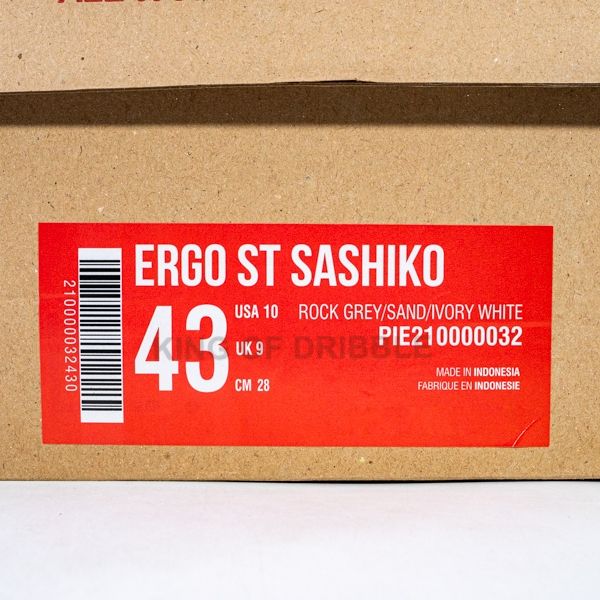 ERGO ST SASHIKO
43
USA 10
UK 9
CM 28
ROCK GREY/SAND/IVORY WHITE
PIE210000032
MADE IN INDONESIA
FABRIQUE EN INDONESIE
210000032430
KING OF DRIBBLE